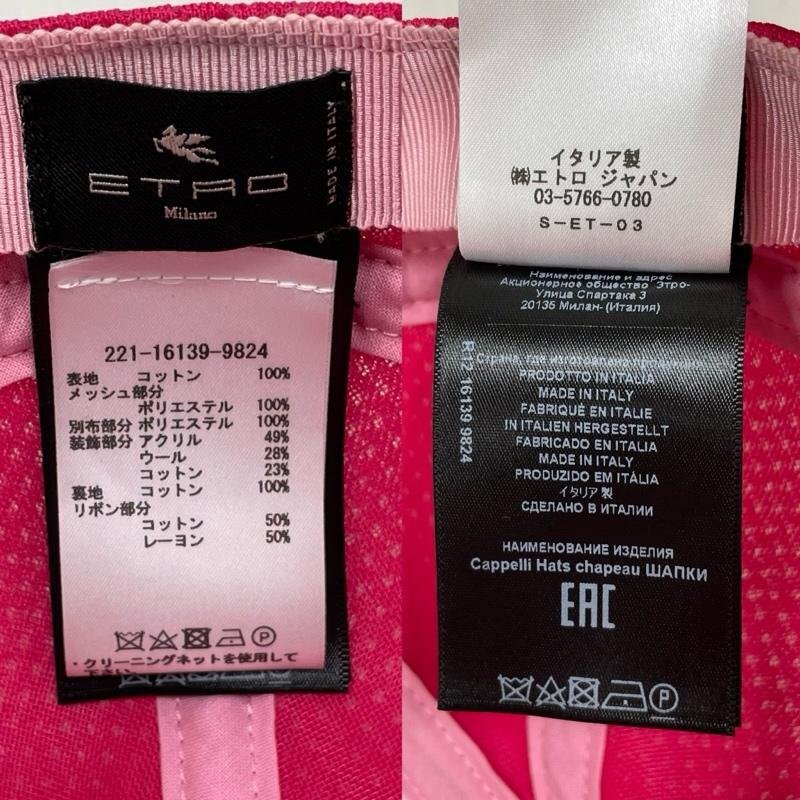 ETRO
Milano
MADE IN ITALY
221-16139-9824
表地 コットン 100%
メッシュ部分
ポリエステル 100%
別布部分 ポリエステル 100%
装飾部分 アクリル 49%
ウール 28%
コットン 23%
裏地 コットン 100%
リボン部分
コットン 50%
レーヨン 50%
P
・クリーニングネットを使用して
下さい
イタリア製
㈱エトロ ジャパン
03-5766-0780
S-ET-03
Наименование и адрес
Акционерное общество Этро-
Улица Спартака 3
20135 Милан- (Италия)
R12 16139 9824
Страна, где изготовлена
PRODOTTO IN ITALIA
MADE IN ITALY
FABRIQUÉ EN ITALIE
IN ITALIEN HERGESTELLT
FABRICADO EN ITALIA
MADE IN ITALY
PRODUZIDO EM ITÁLIA
イタリア製
СДЕЛАНО В ИТАЛИИ
НАИМЕНОВАНИЕ ИЗДЕЛИЯ
Cappelli Hats chapeau ШАПКИ
EAC
P